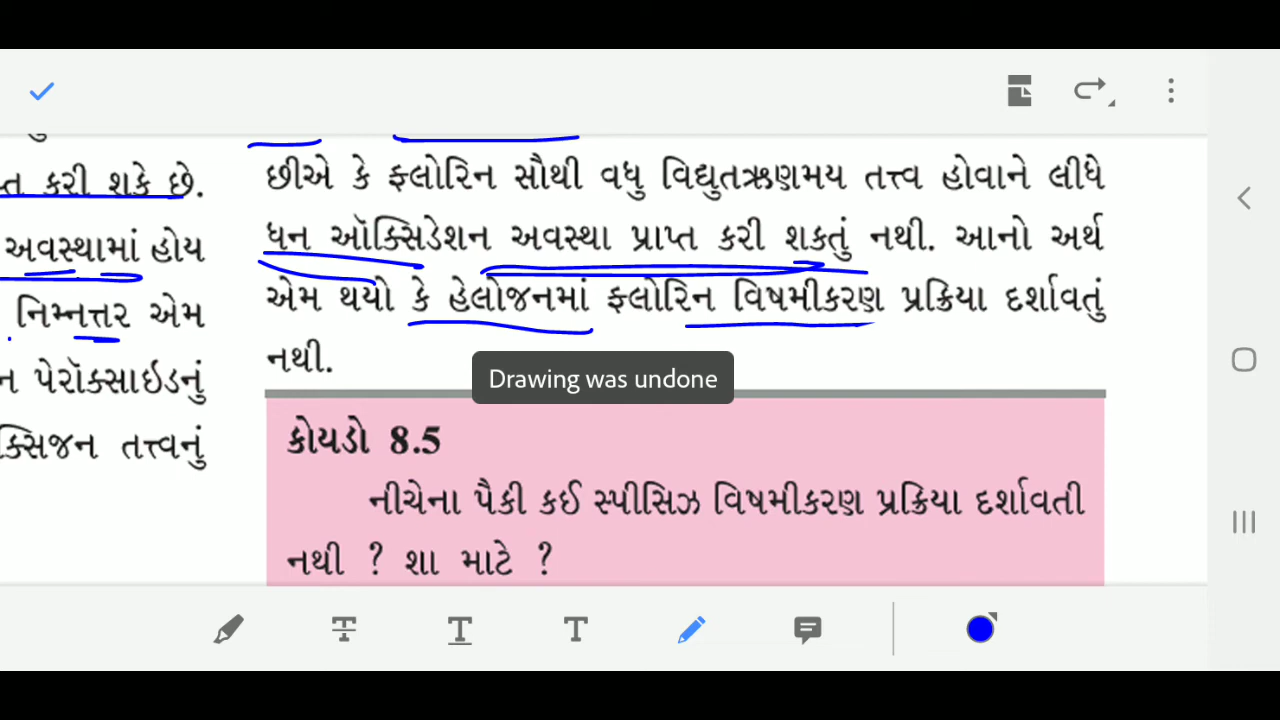 કરી શકે છે.
અવસ્થામાં હોય
નિમ્નત્તર એમ
પેરૉક્સાઇડનું
તત્ત્વનું
છીએ કે ફ્લોરિન સૌથી વધુ વિદ્યુતઋણમય તત્ત્વ હોવાને લીધે
ધન ઑક્સિડેશન અવસ્થા પ્રાપ્ત કરી શકતું નથી. આનો અર્થ
એમ થયો કે હેલોજનમાં ફ્લોરિન વિષમીકરણ પ્રક્રિયા દર્શાવતું
નથી.
Drawing was undone
કોયડો 8.5
નીચેના પૈકી કઈ સ્પીસિઝ વિષમીકરણ પ્રક્રિયા દર્શાવતી
નથી ? શા માટે ?